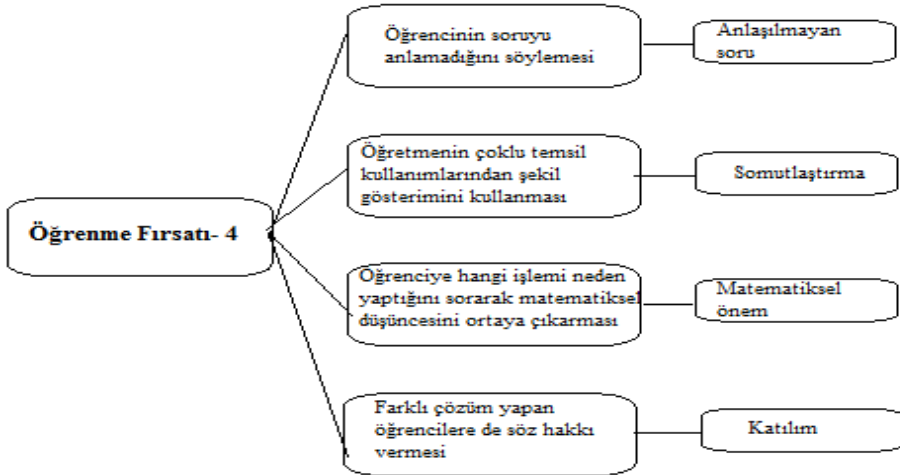 Öğrenme Fırsatı- 4
Öğrencinin soruyu
anlamadığını söylemesi
Anlaşılmayan
soru
Öğretmenin çoklu temsil
kullanımlarından şekil
gösterimini kullanması
Somutlaştırma
Öğrenciye hangi işlemi neden
yaptığını sorarak matematiksel
düşüncesini ortaya çıkarması
Matematiksel
önem
Farklı çözüm yapan
öğrencilere de söz hakkı
vermesi
Katılım